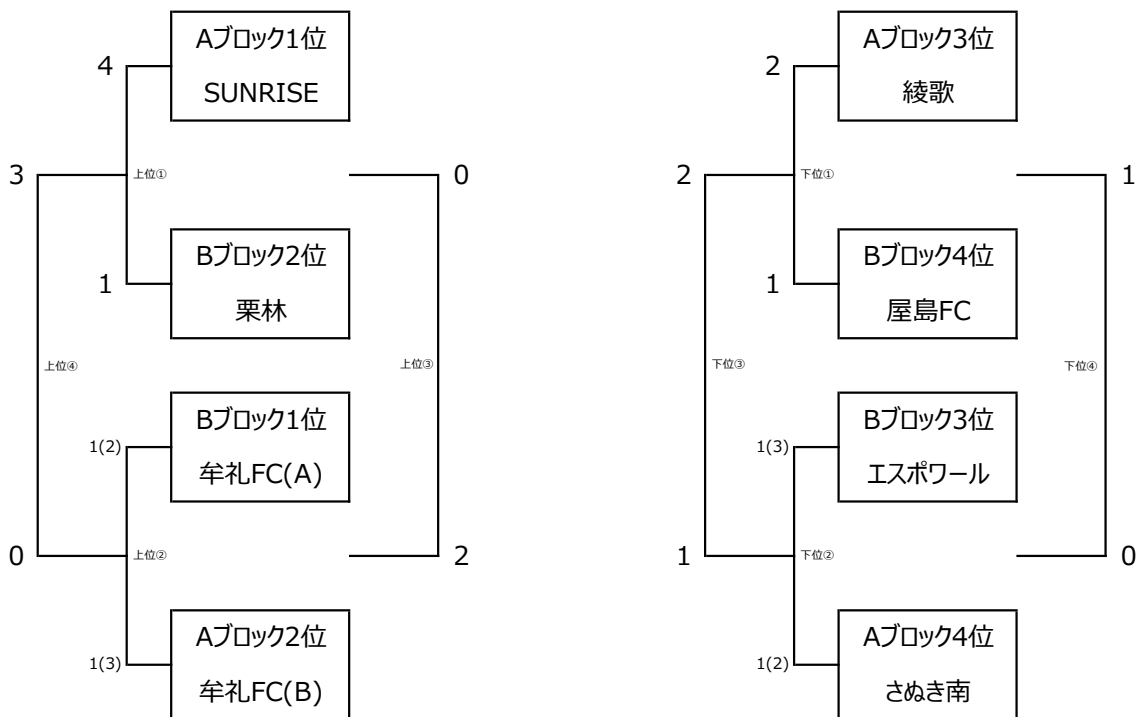 Aブロック1位
4
SUNRISE
3
上位①
0
Bブロック2位
1
栗林
上位④
上位③
Bブロック1位
1(2)
牟礼FC(A)
0
上位②
2
Aブロック2位
1(3)
牟礼FC(B)
Aブロック3位
2
綾歌
2
下位①
1
Bブロック4位
1
屋島FC
下位③
下位④
Bブロック3位
1(3)
エスポワール
1
下位②
0
Aブロック4位
1(2)
さぬき南